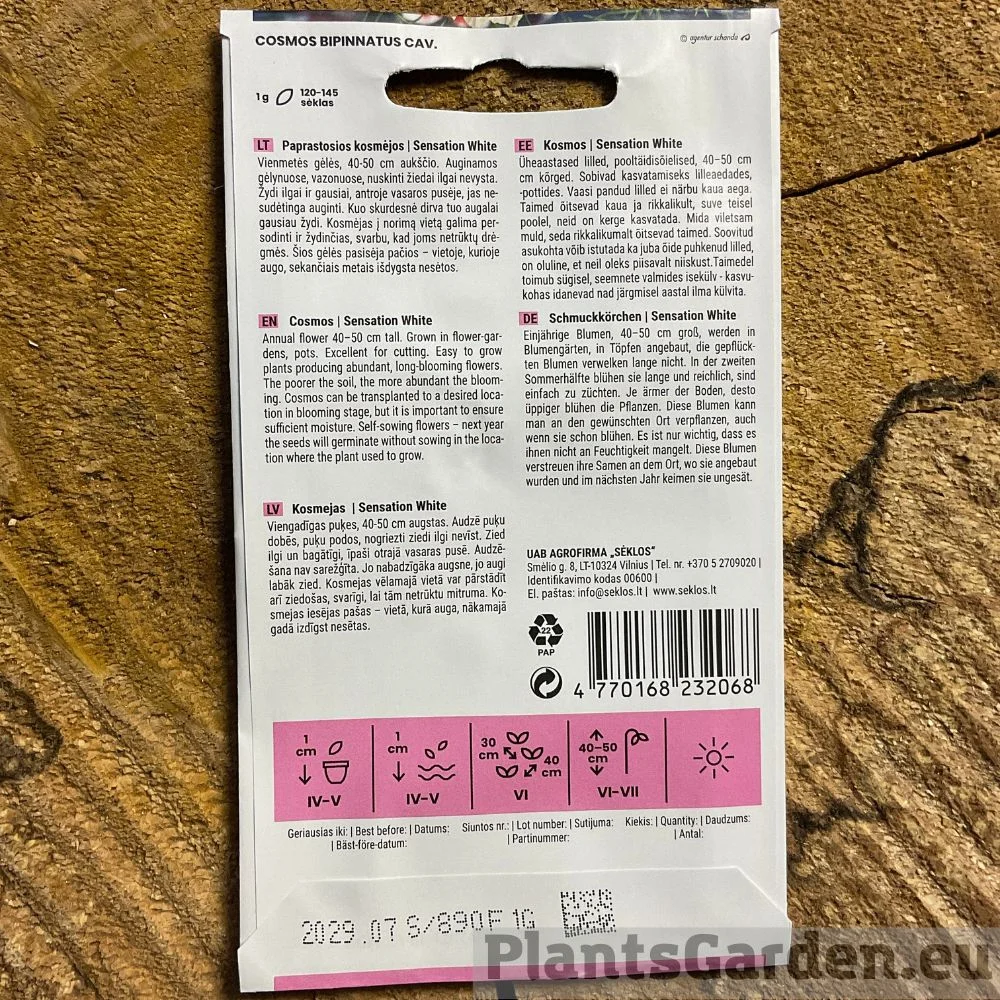 COSMOS BIPINNATUS CAV.
© agentur schanda
1 g 120-145
sėklas
LT Paprastosios kosmėjos | Sensation White
Vienmetės gėlės, 40-50 cm aukščio. Auginamos
gėlynuose, vazonuose, nuskinti žiedai ilgai nevysta.
Žydi ilgai ir gausiai, antroje vasaros pusėje, jas ne-
sudėtinga auginti. Kuo skurdesnė dirva tuo augalai
gausiau žydi. Kosmėjas į norimą vietą galima per-
sodinti ir žydinčias, svarbu, kad joms netrūktų drė-
gmės. Šios gėlės pasisėja pačios – vietoje, kurioje
augo, sekančiais metais išdygsta nesėtos.
EN Cosmos | Sensation White
Annual flower 40–50 cm tall. Grown in flower-gar-
dens, pots. Excellent for cutting. Easy to grow
plants producing abundant, long-blooming flowers.
The poorer the soil, the more abundant the bloom-
ing. Cosmos can be transplanted to a desired loca-
tion in blooming stage, but it is important to ensure
sufficient moisture. Self-sowing flowers – next year
the seeds will germinate without sowing in the loca-
tion where the plant used to grow.
LV Kosmejas | Sensation White
Viengadīgas puķes, 40-50 cm augstas. Audzē puķu
dobēs, puķu podos, nogriezti ziedi ilgi nevīst. Zied
ilgi un bagātīgi, īpaši otrajā vasaras pusē. Audzē-
šana nav sarežģīta. Jo nabadzīgāka augsne, jo augi
labāk zied. Kosmejas vēlamajā vietā var pārstādīt
arī ziedošas, svarīgi, lai tām netrūktu mitruma. Ko-
smejas iesējas pašas – vietā, kurā auga, nākamajā
gadā izdīgst nesētas.
EE Kosmos | Sensation White
Üheaastased lilled, pooltäidisõielised, 40–50 cm
cm kõrged. Sobivad kasvatamiseks lilleaedades,
-pottides. Vaasi pandud lilled ei närbu kaua aega.
Taimed õitsevad kaua ja rikkalikult, suve teisel
poolel, neid on kerge kasvatada. Mida viletsam
muld, seda rikkalikumalt õitsevad taimed. Soovitud
asukohta võib istutada ka juba õide puhkenud lilled,
on oluline, et neil oleks piisavalt niiskust.Taimedel
toimub sügisel, seemnete valmides isekülv - kasvu-
kohas idanevad nad järgmisel aastal ilma külvita.
DE Schmuckkörchen | Sensation White
Einjährige Blumen, 40–50 cm groß, werden in
Blumengärten, in Töpfen angebaut, die gepflück-
ten Blumen verwelken lange nicht. In der zweiten
Sommerhälfte blühen sie lange und reichlich, sind
einfach zu züchten. Je ärmer der Boden, desto
üppiger blühen die Pflanzen. Diese Blumen kann
man an den gewünschten Ort verpflanzen, auch
wenn sie schon blühen. Es ist nur wichtig, dass es
ihnen nicht an Feuchtigkeit mangelt. Diese Blumen
verstreuen ihre Samen an dem Ort, wo sie angebaut
wurden und im nächsten Jahr keimen sie ungesät.
UAB AGROFIRMA „SĖKLOS“
Smėlio g. 8, LT-10324 Vilnius | Tel. nr. +370 5 2709020 |
Identifikavimo kodas 00600 |
El. paštas: info@seklos.lt | www.seklos.lt
22
PAP
4 770168 232068
1
cm
IV–V
1
cm
IV–V
30
cm
40
cm
VI
40–50
cm
VI–VII
Geriausias iki: | Best before: | Datums:
| Bäst-före-datum:
Siuntos nr.: | Lot number: | Sutijuma:
| Partinummer:
Kiekis: | Quantity: | Daudzums:
| Antal:
2029.07 S/890F 1G
PlantsGarden.eu